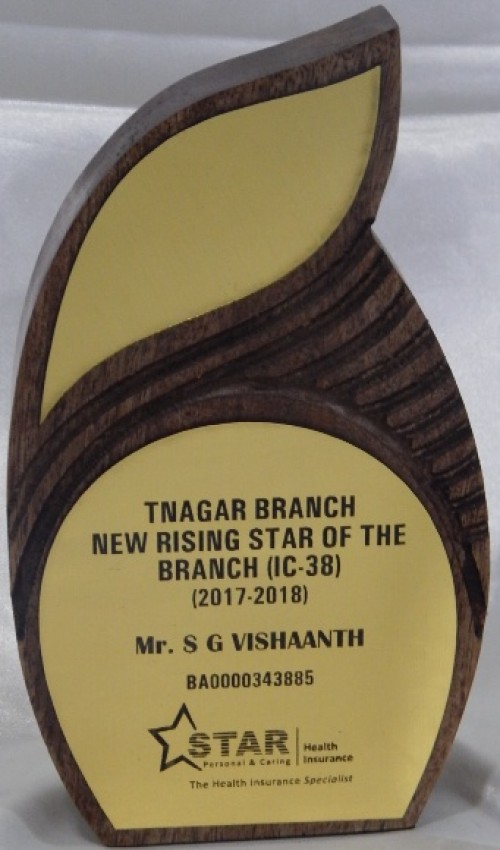 TNAGAR BRANCH
NEW RISING STAR OF THE
BRANCH (IC-38)
(2017-2018)
Mr. S G VISHAANTH
BA0000343885
STAR Health
Personal & Caring Insurance
The Health Insurance Specialist